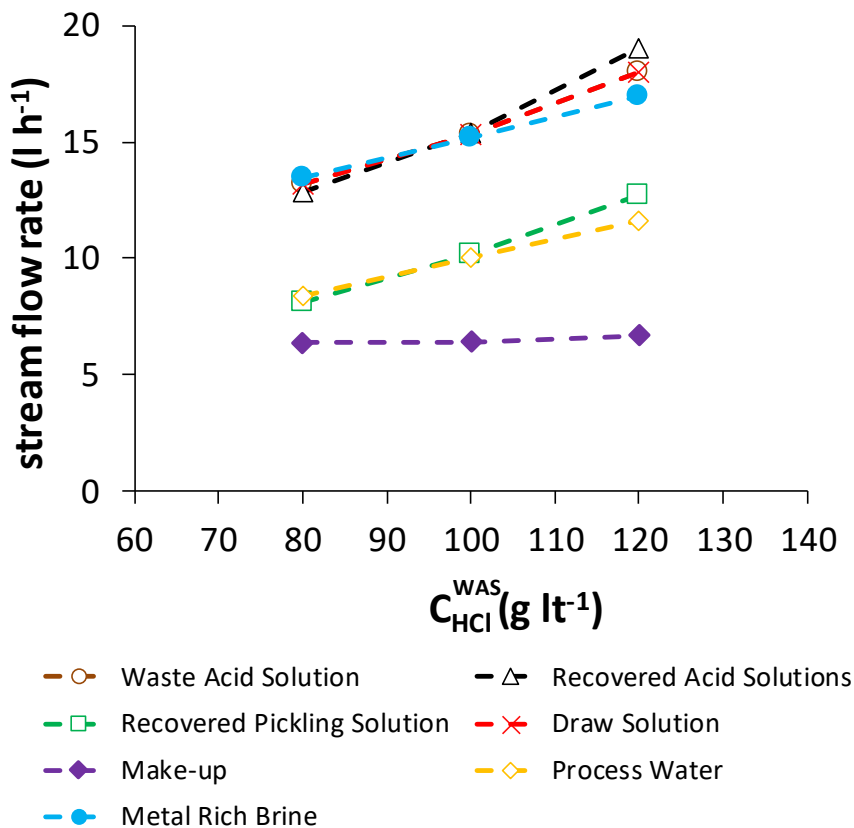 20
15
10
5
0
stream flow rate (l h-1)
60 70 80 90 100 110 120 130 140
CHClWAS(g lt-1)
Waste Acid Solution Recovered Acid Solutions
Recovered Pickling Solution Draw Solution
Make-up Process Water
Metal Rich Brine